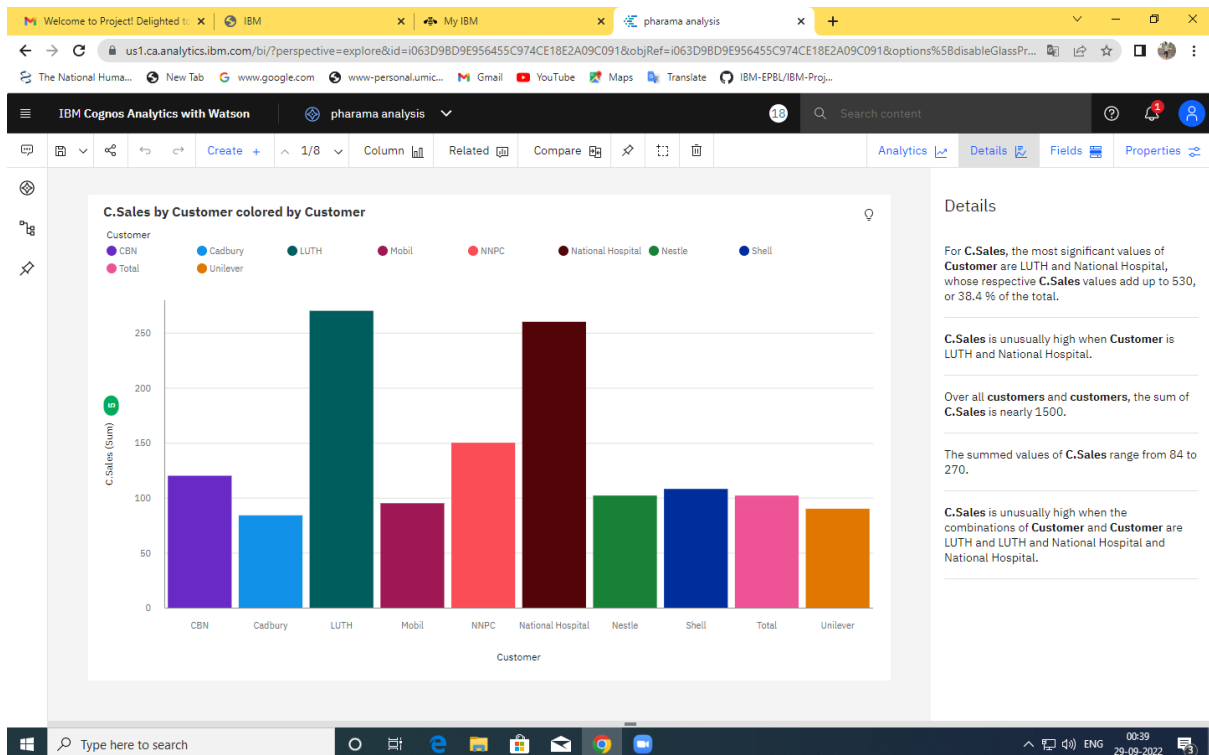 Welcome to Project! Delighted to
IBM
My IBM
pharama analysis
us1.ca.analytics.ibm.com/bi/?perspective=explore&id=i063D9BD9E956455C974CE18E2A09C091&objRef=i063D9BD9E956455C974CE18E2A09C091&options%5BdisableGlassPr...
The National Huma...
New Tab
www.google.com
www-personal.umic...
Gmail
YouTube
Maps
Translate
IBM-EPBL/IBM-Proj...
IBM Cognos Analytics with Watson
pharama analysis
18
Search content
1
Create +
1/8
Column
Related
Compare
Analytics
Details
Fields
Properties
C.Sales by Customer colored by Customer
Customer
CBN Cadbury LUTH Mobil NNPC National Hospital Nestle Shell
Total Unilever
250
200
150
100
50
0
C.Sales (Sum)
5
CBN Cadbury LUTH Mobil NNPC National Hospital Nestle Shell Total Unilever
Customer
Details
For C.Sales, the most significant values of
Customer are LUTH and National Hospital,
whose respective C.Sales values add up to 530,
or 38.4 % of the total.
C.Sales is unusually high when Customer is
LUTH and National Hospital.
Over all customers and customers, the sum of
C.Sales is nearly 1500.
The summed values of C.Sales range from 84 to
270.
C.Sales is unusually high when the
combinations of Customer and Customer are
LUTH and LUTH and National Hospital and
National Hospital.
Type here to search
ENG
00:39
29-09-2022
3